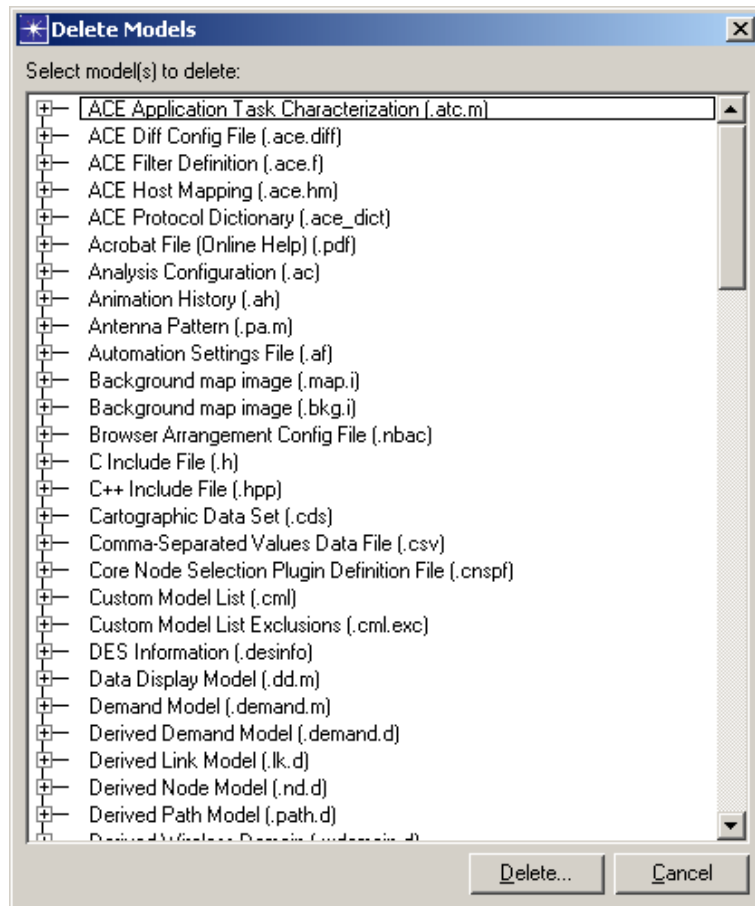 Delete Models
Select model(s) to delete:
ACE Application Task Characterization (.atc.m)
ACE Diff Config File (.ace.diff)
ACE Filter Definition (.ace.f)
ACE Host Mapping (.ace.hm)
ACE Protocol Dictionary (.ace_dict)
Acrobat File (Online Help) (.pdf)
Analysis Configuration (.ac)
Animation History (.ah)
Antenna Pattern (.pa.m)
Automation Settings File (.af)
Background map image (.map.i)
Background map image (.bkg.i)
Browser Arrangement Config File (.nbac)
C Include File (.h)
C++ Include File (.hpp)
Cartographic Data Set (.cds)
Comma-Separated Values Data File (.csv)
Core Node Selection Plugin Definition File (.cnspf)
Custom Model List (.cml)
Custom Model List Exclusions (.cml.exc)
DES Information (.desinfo)
Data Display Model (.dd.m)
Demand Model (.demand.m)
Derived Demand Model (.demand.d)
Derived Link Model (.lk.d)
Derived Node Model (.nd.d)
Derived Path Model (.path.d)
Derived Wireless Domain (.wdomain.d)
Delete... Cancel